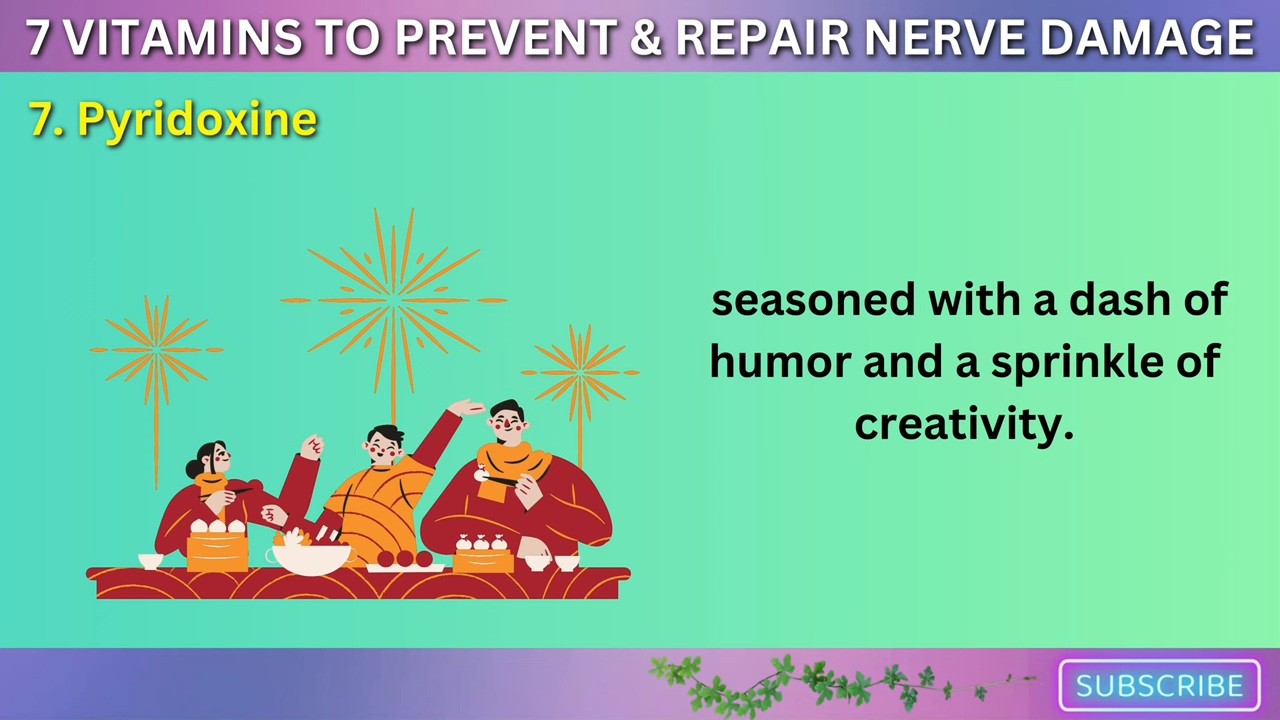 7 VITAMINS TO PREVENT & REPAIR NERVE DAMAGE
7. Pyridoxine
seasoned with a dash of
humor and a sprinkle of
creativity.
SUBSCRIBE